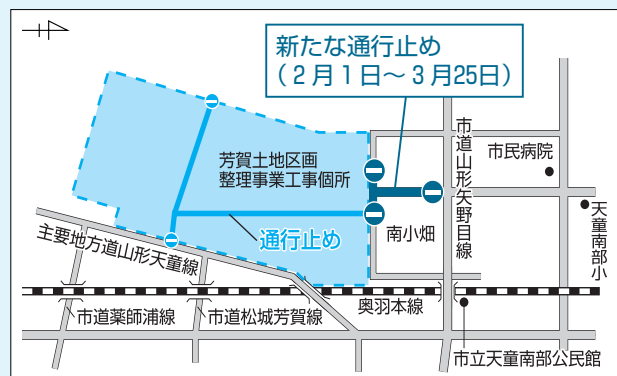 新たな通行止め
(2月1日～3月25日)
芳賀土地区画
整理事業工事個所
通行止め
市道山形矢野目線
市民病院
天童南部小
南小畑
主要地方道山形天童線
奥羽本線
市道薬師浦線
市道松城芳賀線
市立天童南部公民館